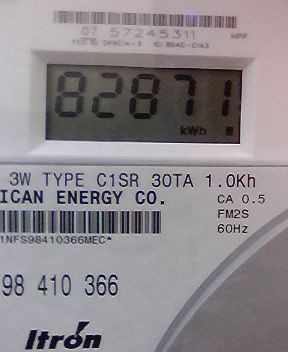 07 57245311 HPP
82871
kWh
3W TYPE C1SR 30TA 1.0Kh
ICAN ENERGY CO. CA 0.5
FM2S
1NFS98410366MEC* 60Hz
98 410 366
Itron